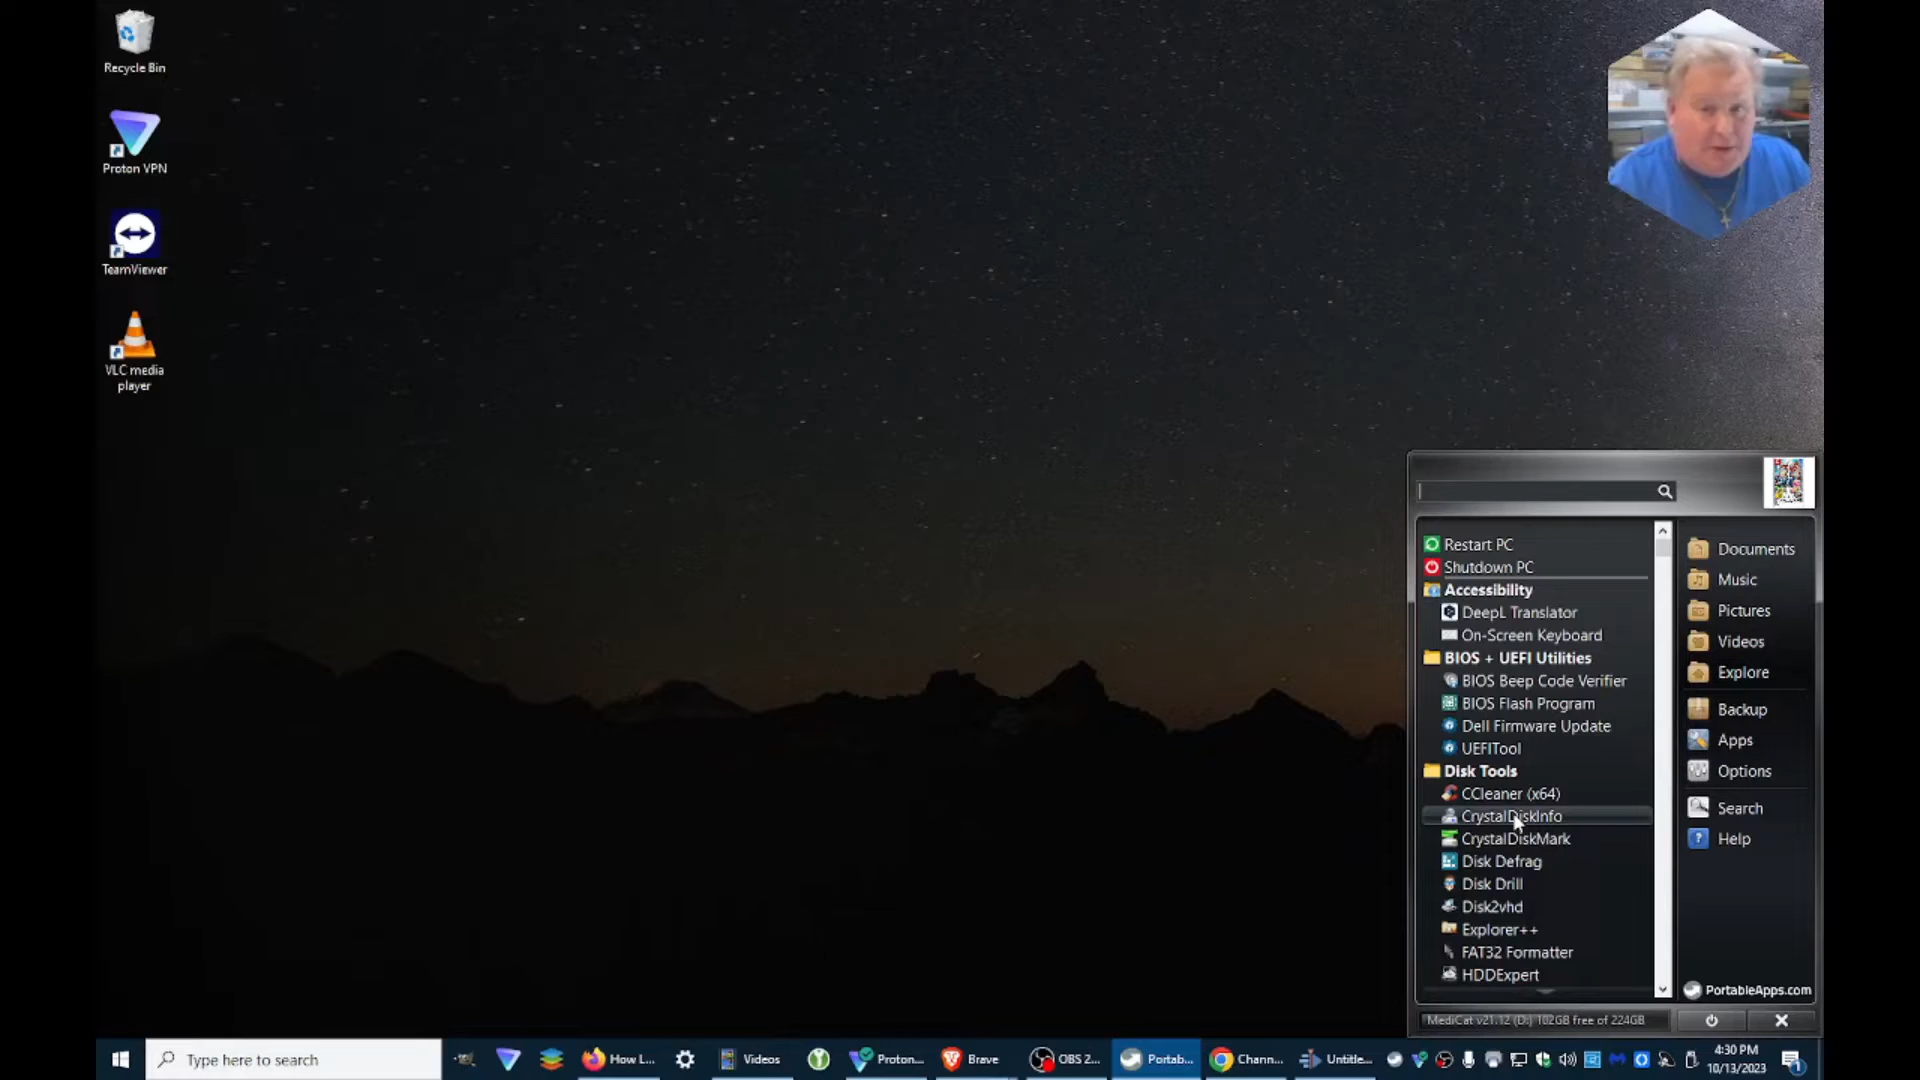 Recycle Bin
Proton VPN
TeamViewer
VLC media
player
Restart PC
Shutdown PC
Accessibility
DeepL Translator
On-Screen Keyboard
BIOS + UEFI Utilities
BIOS Beep Code Verifier
BIOS Flash Program
Dell Firmware Update
UEFITool
Disk Tools
CCleaner (x64)
CrystalDiskInfo
CrystalDiskMark
Disk Defrag
Disk Drill
Disk2vhd
Explorer++
FAT32 Formatter
HDDExpert
Documents
Music
Pictures
Videos
Explore
Backup
Apps
Options
Search
Help
PortableApps.com
MediCat v21.12 (D:) 102GB free of 224GB
Type here to search
How L...
Videos
Proton...
Brave
OBS 2...
Portab...
Chann...
Untitle...
4:30 PM
10/13/2023
1